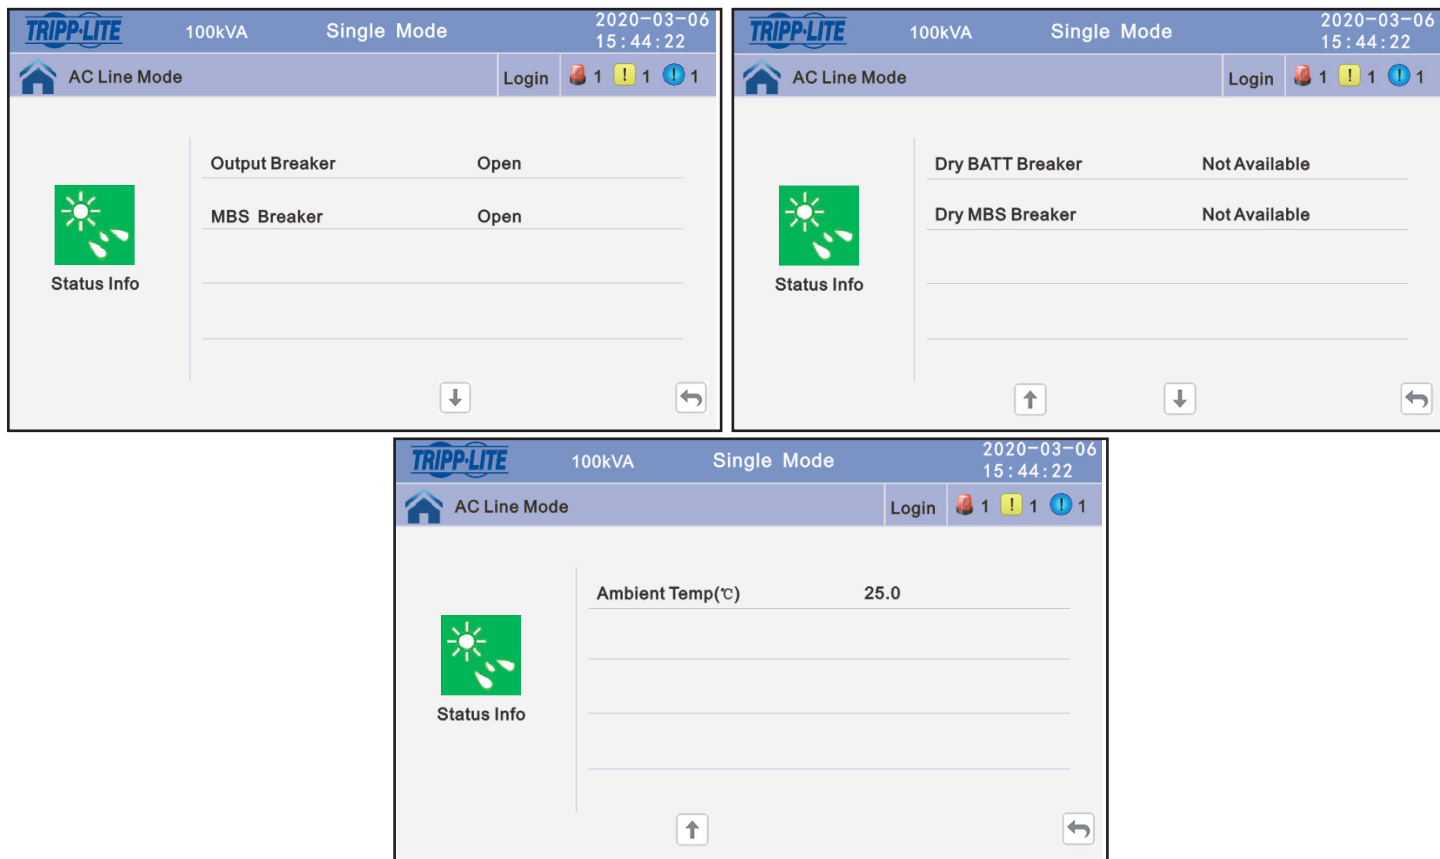 TRIPP·LITE 100kVA Single Mode 2020-03-06
15:44:22
AC Line Mode Login 1 ! 1 ! 1
Output Breaker Open
MBS Breaker Open
Status Info
TRIPP·LITE 100kVA Single Mode 2020-03-06
15:44:22
AC Line Mode Login 1 ! 1 ! 1
Dry BATT Breaker Not Available
Dry MBS Breaker Not Available
Status Info
TRIPP·LITE 100kVA Single Mode 2020-03-06
15:44:22
AC Line Mode Login 1 ! 1 ! 1
Ambient Temp(℃) 25.0
Status Info